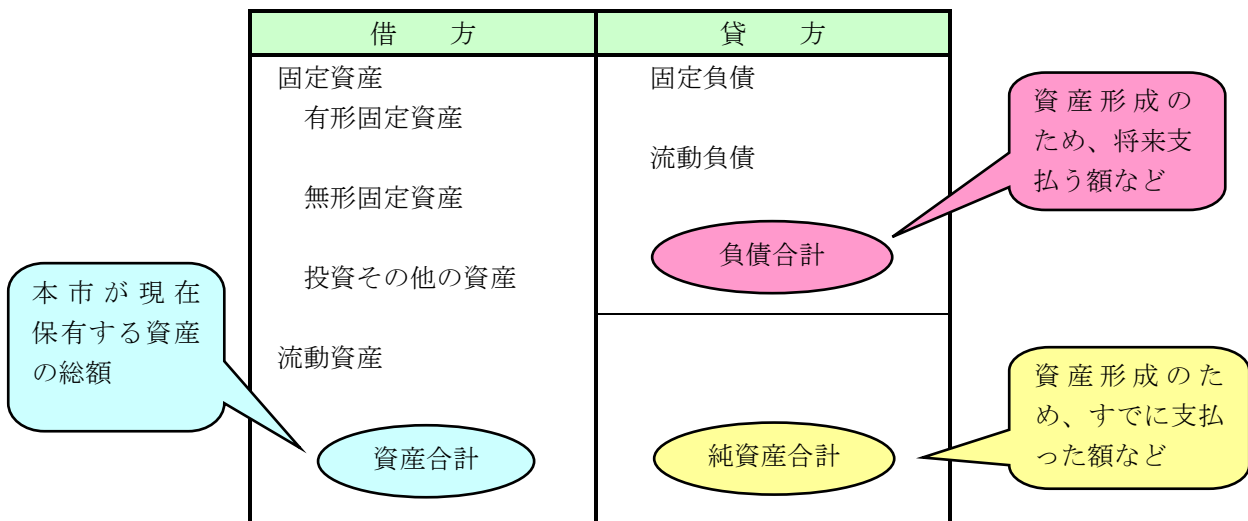 借　方
貸　方
固定資産
有形固定資産
無形固定資産
投資その他の資産
流動資産
資産合計
固定負債
流動負債
負債合計
純資産合計
本市が現在
保有する資産
の総額
資産形成の
ため、将来支
払う額など
資産形成のた
め、すでに支払
った額など